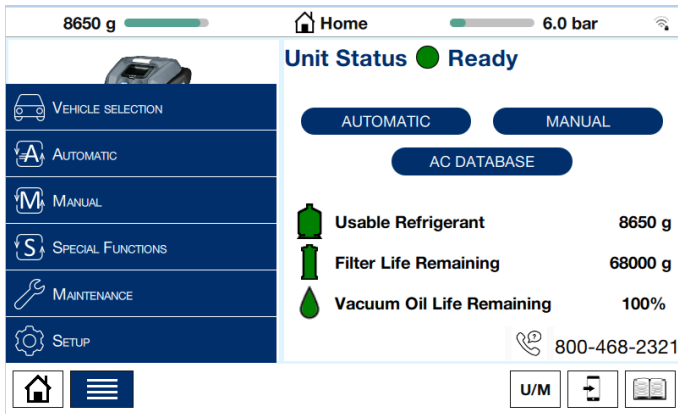 8650 g
Home
6.0 bar
Unit Status Ready
VEHICLE SELECTION
AUTOMATIC
MANUAL
SPECIAL FUNCTIONS
MAINTENANCE
SETUP
AUTOMATIC
MANUAL
AC DATABASE
Usable Refrigerant 8650 g
Filter Life Remaining 68000 g
Vacuum Oil Life Remaining 100%
800-468-2321
U/M